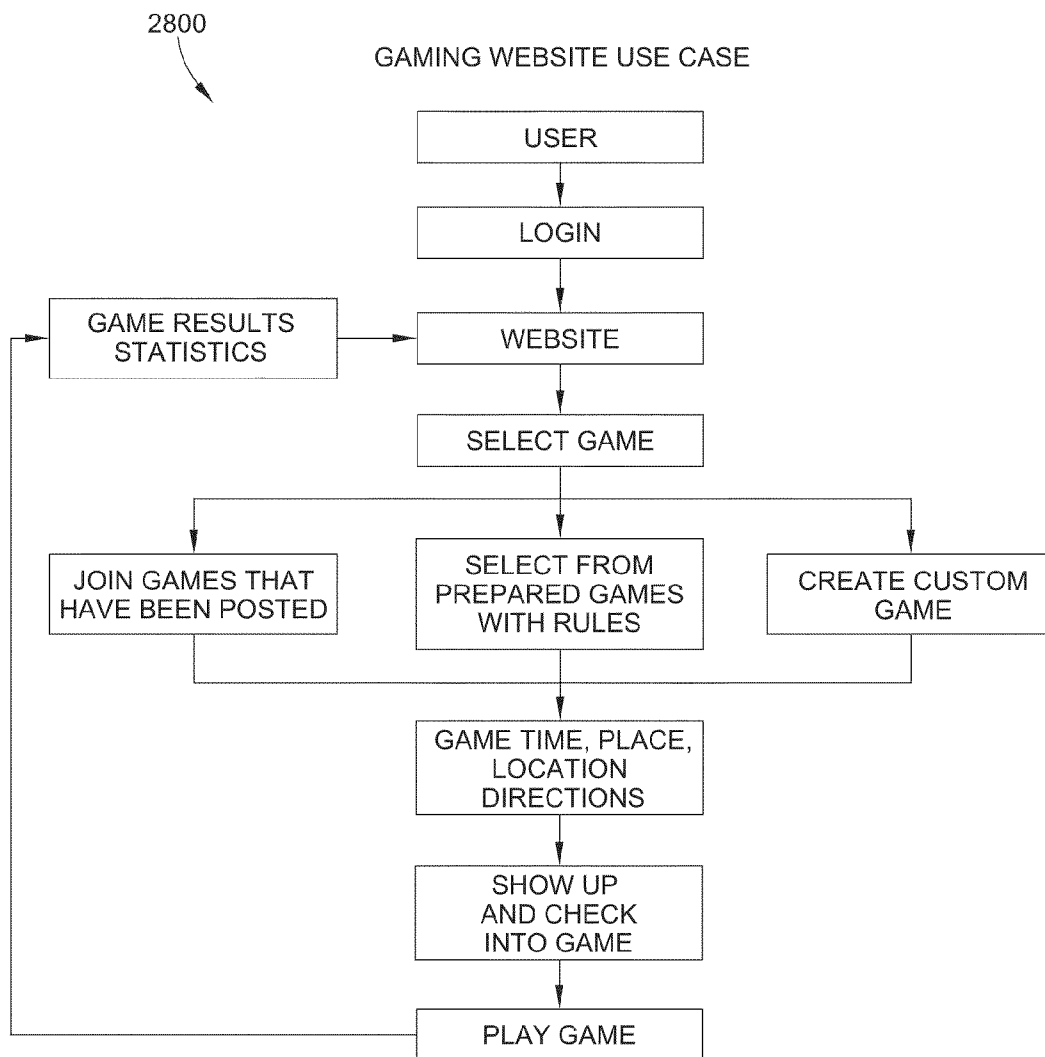 2800
GAMING WEBSITE USE CASE
USER
LOGIN
GAME RESULTS
STATISTICS
WEBSITE
SELECT GAME
JOIN GAMES THAT
HAVE BEEN POSTED
SELECT FROM
PREPARED GAMES
WITH RULES
CREATE CUSTOM
GAME
GAME TIME, PLACE,
LOCATION
DIRECTIONS
SHOW UP
AND CHECK
INTO GAME
PLAY GAME